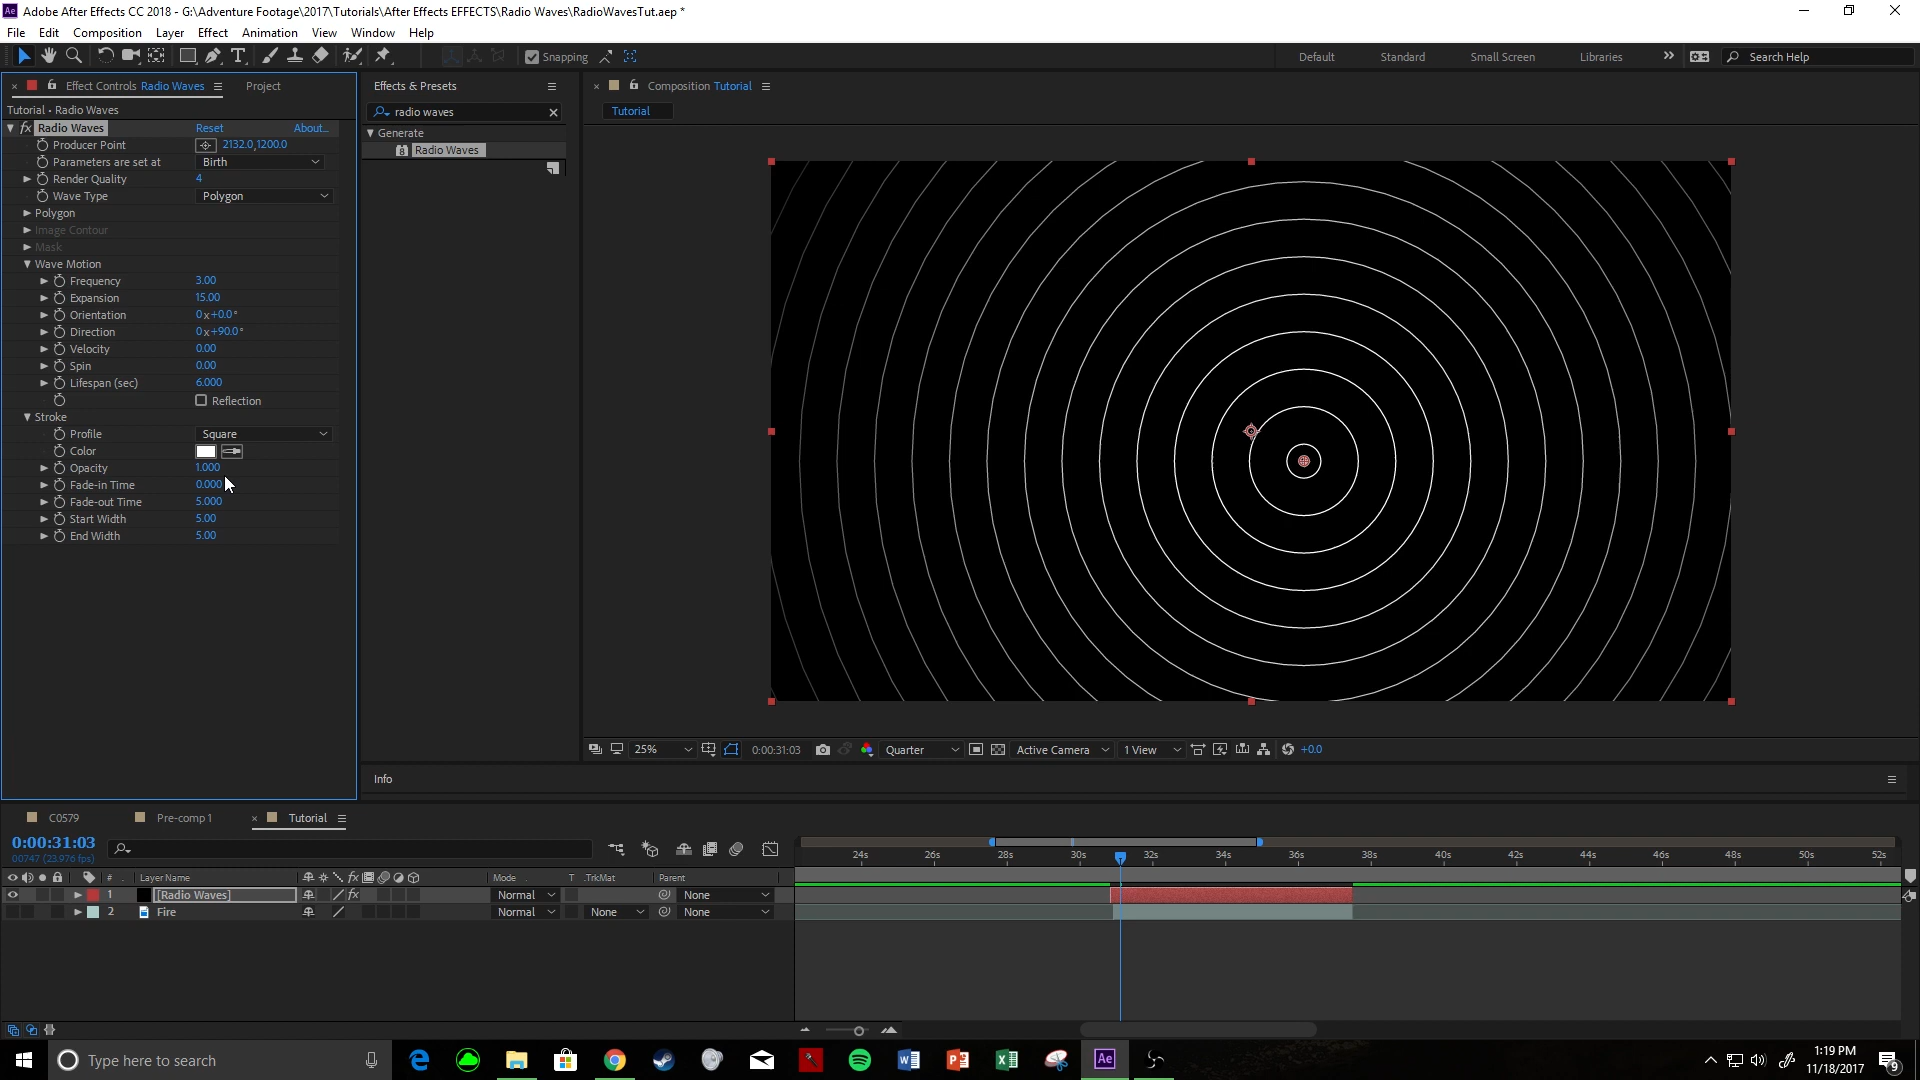 Ae Adobe After Effects CC 2018 - G:\Adventure Footage\2017\Tutorials\After Effects EFFECTS\Radio Waves\RadioWavesTut.aep *
File Edit Composition Layer Effect Animation View Window Help
T Snapping Default Standard Small Screen Libraries » Search Help
× Effect Controls Radio Waves Project
Tutorial • Radio Waves
fx Radio Waves Reset About...
Producer Point 2132.0,1200.0
Parameters are set at Birth
Render Quality 4
Wave Type Polygon
Polygon
Image Contour
Mask
Wave Motion
Frequency 3.00
Expansion 15.00
Orientation 0x+0.0°
Direction 0x+90.0°
Velocity 0.00
Spin 0.00
Lifespan (sec) 6.000
Reflection
Stroke
Profile Square
Color
Opacity 1.000
Fade-in Time 0.000
Fade-out Time 5.000
Start Width 5.00
End Width 5.00
Effects & Presets
radio waves ×
Generate
8 Radio Waves
× Composition Tutorial
Tutorial
25% 0:00:31:03 Quarter Active Camera 1 View +0.0
Info
C0579 Pre-comp 1 × Tutorial
0:00:31:03
00747 (23.976 fps)
24s 26s 28s 30s 32s 34s 36s 38s 40s 42s 44s 46s 48s 50s 52s
# . Layer Name fx Mode . T .TrkMat Parent
1 [Radio Waves] fx Normal None
2 Fire Normal None None
Type here to search
Ae
1:19 PM
11/18/2017
9